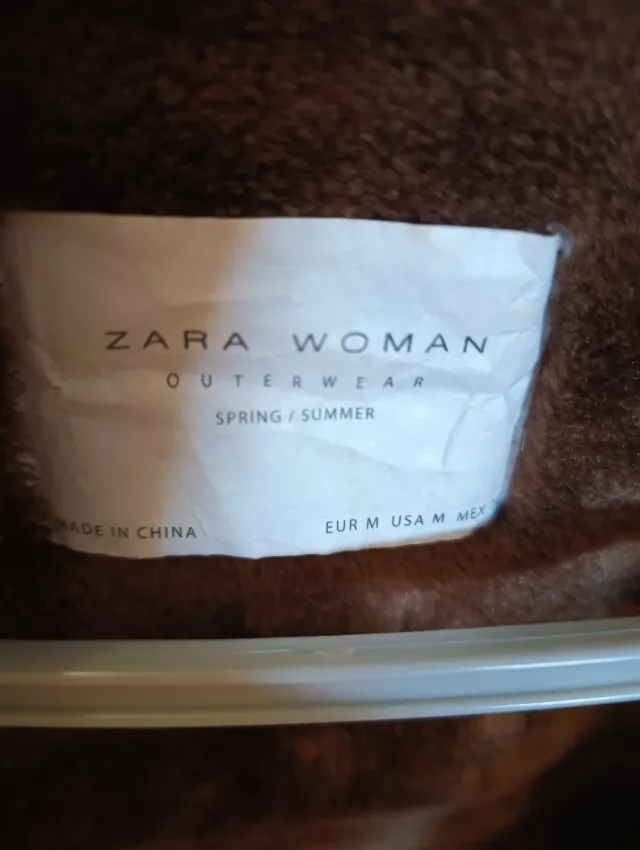 ZARA WOMAN
OUTERWEAR
SPRING / SUMMER
MADE IN CHINA
EUR M USA M MEX